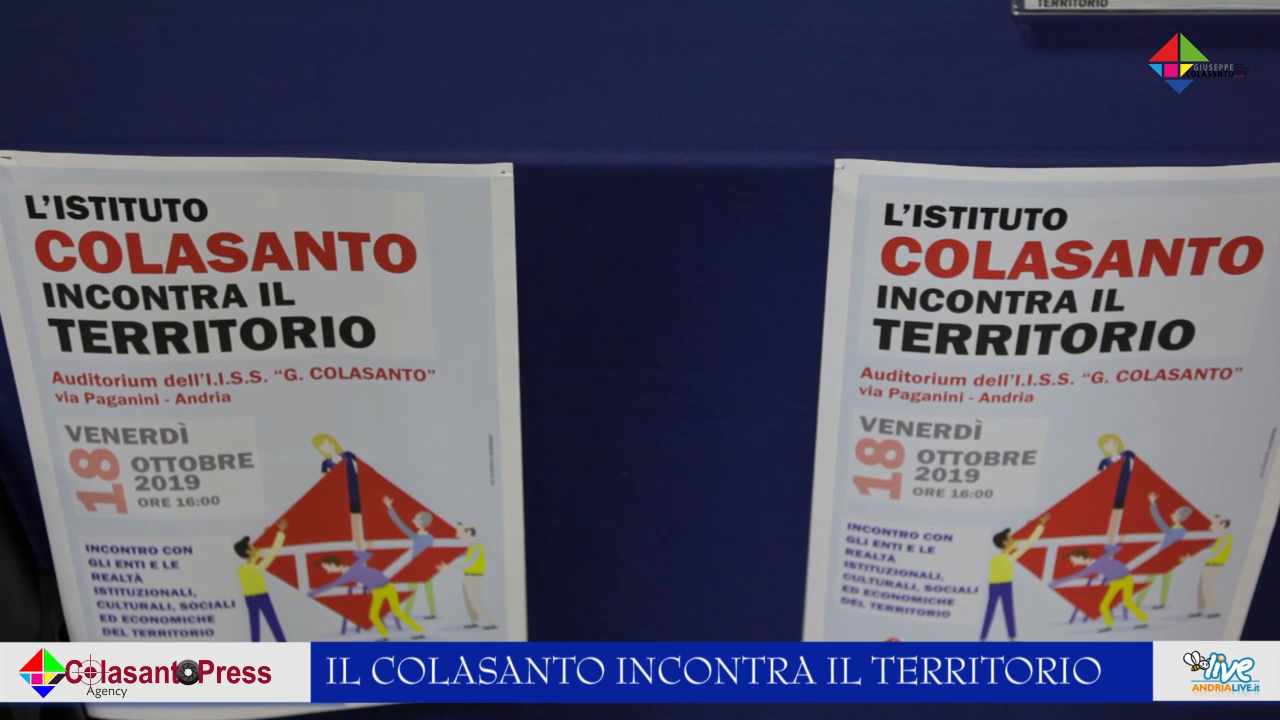 TERRITORIO
GIUSEPPE
COLASANTO
L'ISTITUTO
COLASANTO
INCONTRA IL
TERRITORIO
Auditorium dell'I.I.S.S. "G. COLASANTO"
via Paganini - Andria
VENERDÌ
18 OTTOBRE
2019
ORE 16:00
INCONTRO CON
GLI ENTI E LE
REALTÀ
ISTITUZIONALI,
CULTURALI, SOCIALI
ED ECONOMICHE
DEL TERRITORIO
L'ISTITUTO
COLASANTO
INCONTRA IL
TERRITORIO
Auditorium dell'I.I.S.S. "G. COLASANTO"
via Paganini - Andria
VENERDÌ
18 OTTOBRE
2019
ORE 16:00
INCONTRO CON
GLI ENTI E LE
REALTÀ
ISTITUZIONALI,
CULTURALI, SOCIALI
ED ECONOMICHE
DEL TERRITORIO
ColasantoPress
Agency
IL COLASANTO INCONTRA IL TERRITORIO
live
ANDRIALIVE.it